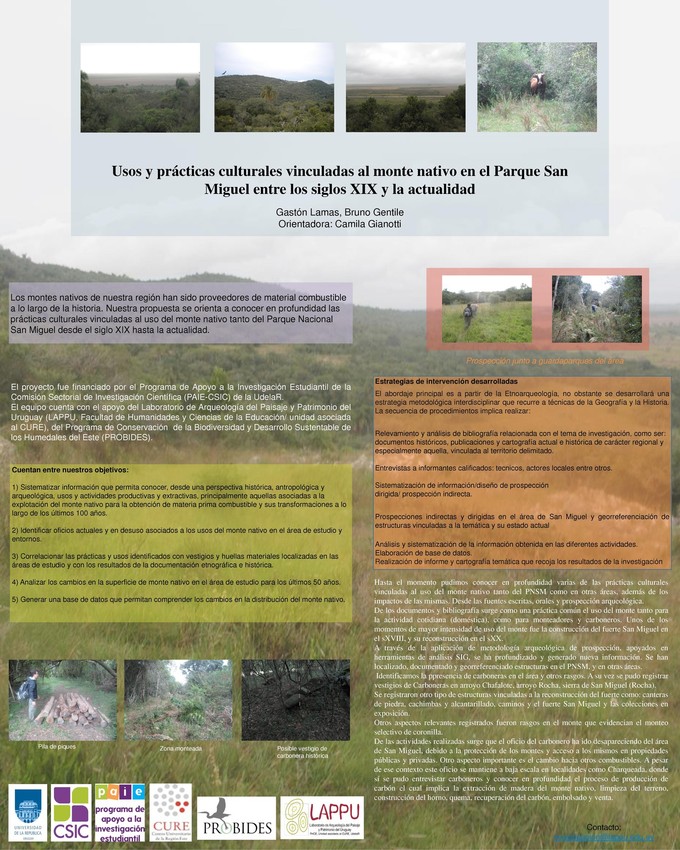 Usos y prácticas culturales vinculadas al monte nativo en el Parque San
Miguel entre los siglos XIX y la actualidad
Gastón Lamas, Bruno Gentile
Orientadora: Camila Gianotti
Los montes nativos de nuestra región han sido proveedores de material combustible
a lo largo de la historia. Nuestra propuesta se orienta a conocer en profundidad las
prácticas culturales vinculadas al uso del monte nativo tanto del Parque Nacional
San Miguel desde el siglo XIX hasta la actualidad.
Prospección junto a guardaparques del área
El proyecto fue financiado por el Programa de Apoyo a la Investigación Estudiantil de la
Comisión Sectorial de Investigación Científica (PAIE-CSIC) de la UdelaR.
El equipo cuenta con el apoyo del Laboratorio de Arqueología del Paisaje y Patrimonio del
Uruguay (LAPPU, Facultad de Humanidades y Ciencias de la Educación/ unidad asociada
al CURE), del Programa de Conservación de la Biodiversidad y Desarrollo Sustentable de
los Humedales del Este (PROBIDES).
Cuentan entre nuestros objetivos:
1) Sistematizar información que permita conocer, desde una perspectiva histórica, antropológica y
arqueológica, usos y actividades productivas y extractivas, principalmente aquellas asociadas a la
explotación del monte nativo para la obtención de materia prima combustible y sus transformaciones a lo
largo de los últimos 100 años.
2) Identificar oficios actuales y en desuso asociados a los usos del monte nativo en el área de estudio y
entornos.
3) Correlacionar las prácticas y usos identificados con vestigios y huellas materiales localizadas en las
áreas de estudio y con los resultados de la documentación etnográfica e histórica.
4) Analizar los cambios en la superficie de monte nativo en el área de estudio para los últimos 50 años.
5) Generar una base de datos que permitan comprender los cambios en la distribución del monte nativo.
Estrategias de intervención desarrolladas
El abordaje principal es a partir de la Etnoarqueología, no obstante se desarrollará una
estrategia metodológica interdisciplinar que recurre a técnicas de la Geografía y la Historia.
La secuencia de procedimientos implica realizar:
Relevamiento y análisis de bibliografía relacionada con el tema de investigación, como ser:
documentos históricos, publicaciones y cartografía actual e histórica de carácter regional y
especialmente aquella, vinculada al territorio delimitado.
Entrevistas a informantes calificados: tecnicos, actores locales entre otros.
Sistematización de información/diseño de prospección
dirigida/ prospección indirecta.
Prospecciones indirectas y dirigidas en el área de San Miguel y georreferenciación de
estructuras vinculadas a la temática y su estado actual
Análisis y sistematización de la información obtenida en las diferentes actividades.
Elaboración de base de datos.
Realización de informe y cartografía temática que recoja los resultados de la investigación
Hasta el momento pudimos conocer en profundidad varias de las prácticas culturales
vinculadas al uso del monte nativo tanto del PNSM como en otras áreas, además de los
impactos de las mismas. Desde las fuentes escritas, orales y prospección arqueológica.
De los documentos y bibliografía surge como una práctica común el uso del monte tanto para
la actividad cotidiana (doméstica), como para monteadores y carboneros. Unos de los
momentos de mayor intensidad de uso del monte fue la construcción del fuerte San Miguel en
el sXVIII, y su reconstrucción en el sXX.
A través de la aplicación de metodología arqueológica de prospección, apoyados en
herramientas de análisis SIG, se ha profundizado y generado nueva información. Se han
localizado, documentado y georreferenciado estructuras en el PNSM, y en otras áreas.
Identificamos la presencia de carboneras en el área y otros rasgos. A su vez se pudo registrar
vestigios de Carboneras en arroyo Chafalote, arroyo Rocha, sierra de San Miguel (Rocha),
Se registraron otro tipo de estructuras vinculadas a la reconstrucción del fuerte como: canteras
de piedra, cachimbas y alcantarillado, caminos y el fuerte San Miguel y las colecciones en
exposición.
Otros aspectos relevantes registrados fueron rasgos en el monte que evidencian el monteo
selectivo de coronilla.
De las actividades realizadas surge que el oficio del carbonero ha ido desapareciendo del área
de San Miguel, debido a la protección de los montes y acceso a los mismos en propiedades
públicas y privadas. Otro aspecto importante es el cambio hacia otros combustibles. A pesar
de ese contexto este oficio se mantiene a baja escala en localidades como Charqueada, donde
sí se pudo entrevistar carboneros y conocer en profundidad el proceso de producción de
carbón el cual implica la extracción de madera del monte nativo, limpieza del terreno,
construcción del horno, quema, recuperación del carbón, embolsado y venta.
Pila de piques
Zona monteada
Posible vestigio de
carbonera histórica
UNIVERSIDAD
DE LA REPÚBLICA
URUGUAY
CSIC
paie
programa de
apoyo a la
investigación
estudiantil
CURE
Centro Universitario
de la Región Este
PROBIDES
LAPPU
Laboratorio de Arqueología del Paisaje
y Patrimonio del Uruguay
Contacto: